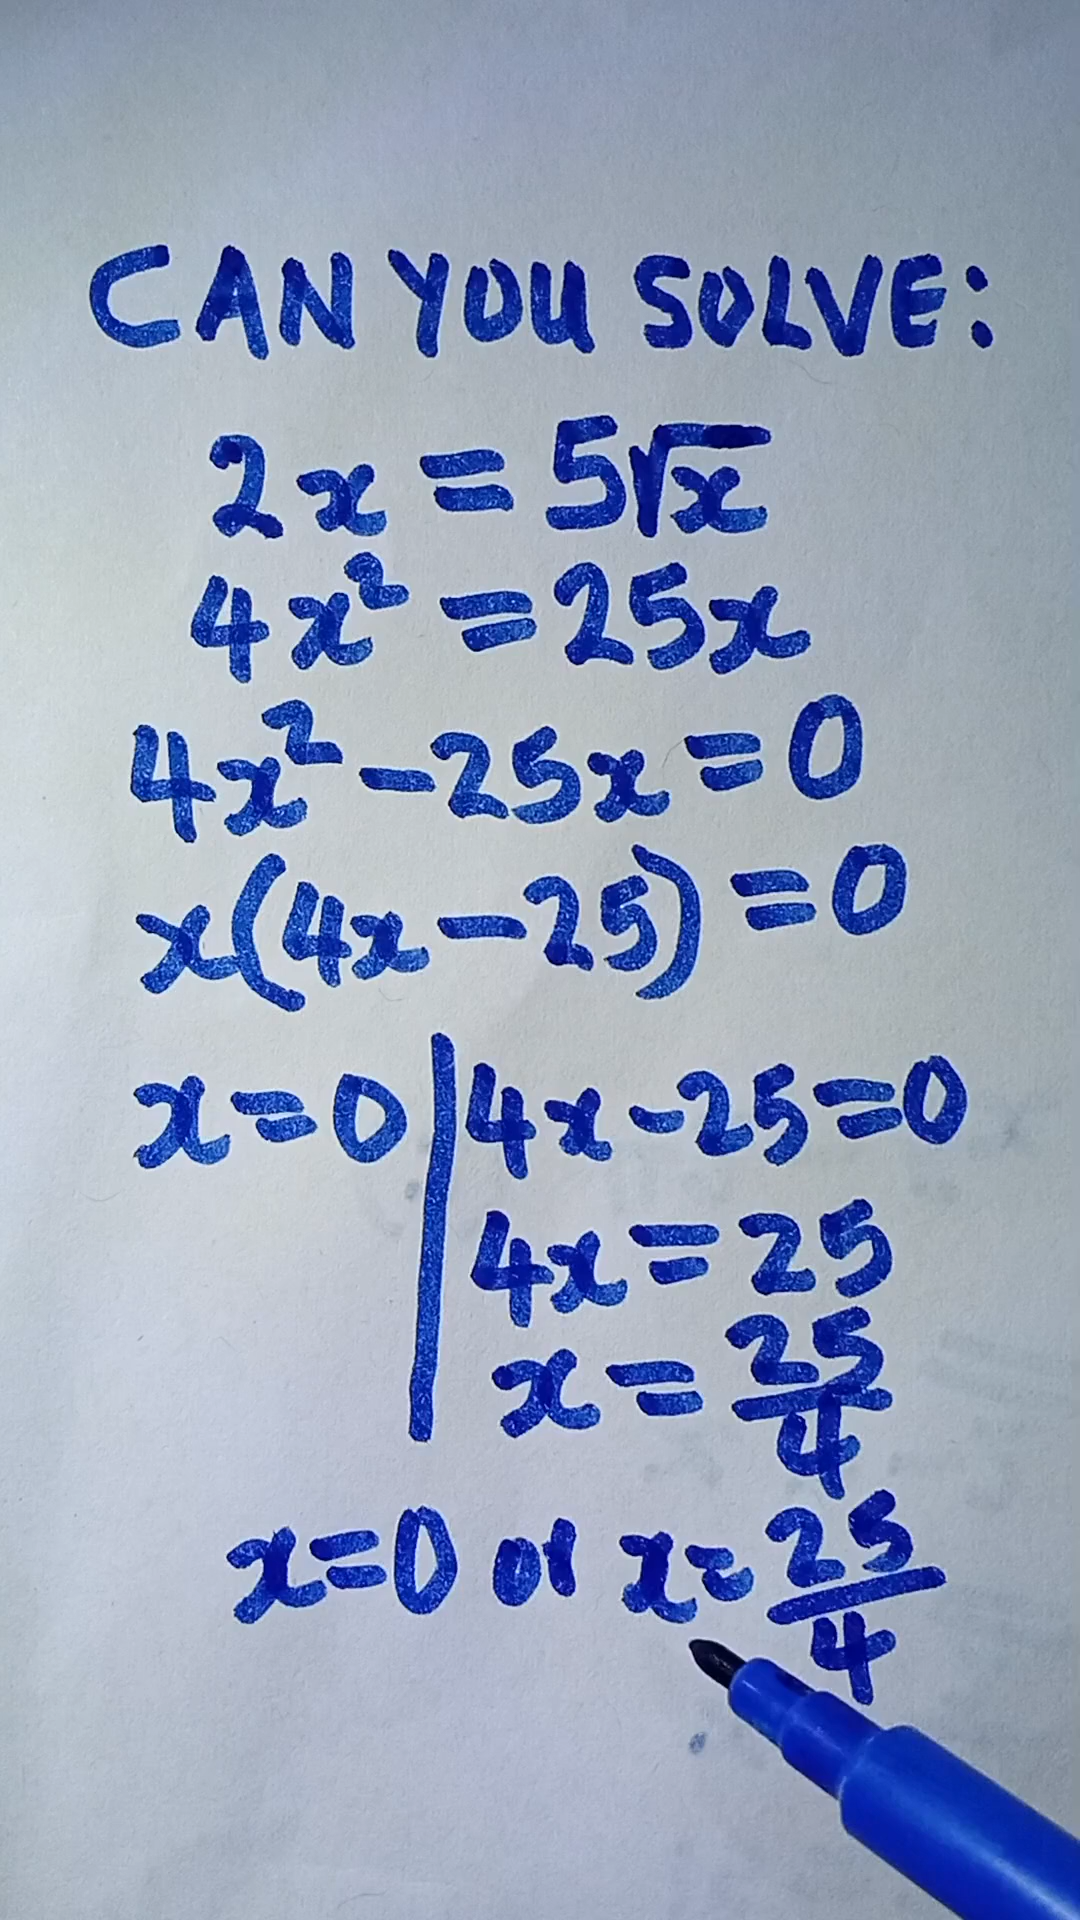 CAN YOU SOLVE:
2x = 5√x
4x² = 25x
4x² - 25x = 0
x(4x - 25) = 0
x = 0 | 4x - 25 = 0
4x = 25
x = 25/4
x = 0 or x = 25/4